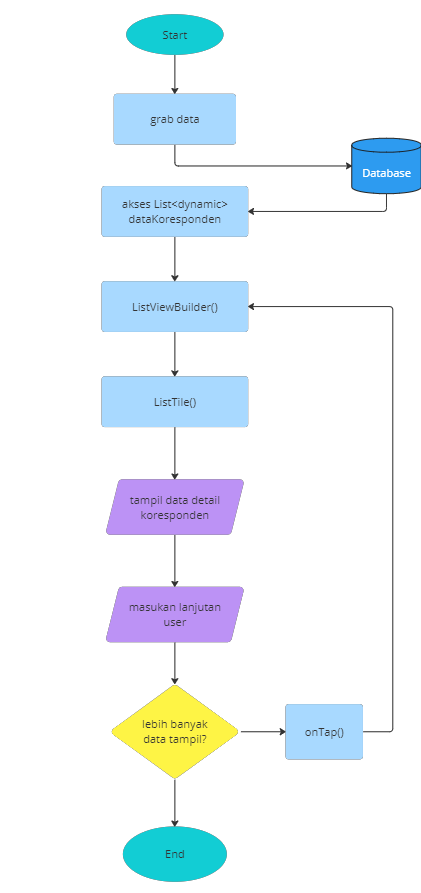 Start
grab data
Database
akses List<dynamic>
dataKoresponden
ListViewBuilder()
ListTile()
tampil data detail
koresponden
masukan lanjutan
user
lebih banyak
data tampil?
onTap()
End